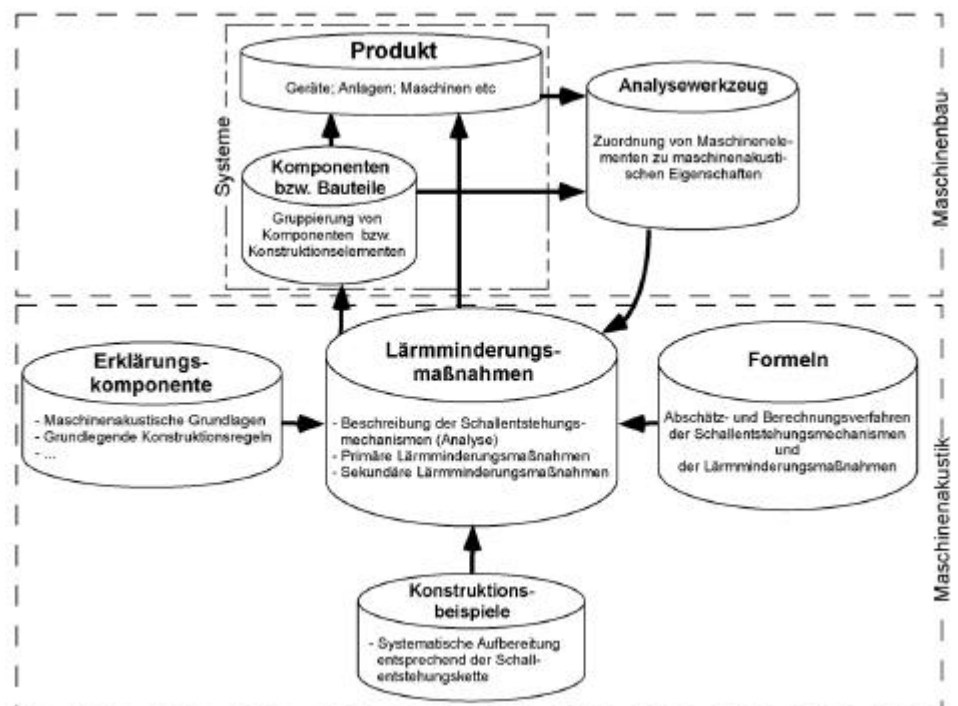 Produkt
Geräte; Anlagen; Maschinen etc
Systeme
Komponenten
bzw. Bauteile
Gruppierung von
Komponenten bzw.
Konstruktionselementen
Analysewerkzeug
Zuordnung von Maschinenele-
menten zu maschinenakusti-
schen Eigenschaften
Maschinenbau
Erklärungs-
komponente
- Maschinenakustische Grundlagen
- Grundlegende Konstruktionsregeln
- ...
Lärmminderungs-
maßnahmen
- Beschreibung der Schallentstehungs-
mechanismen (Analyse)
- Primäre Lärmminderungsmaßnahmen
- Sekundäre Lärmminderungsmaßnahmen
Formeln
Abschätz- und Berechnungsverfahren
der Schallentstehungsmechanismen
und
der Lärmminderungsmaßnahmen
Konstruktions-
beispiele
- Systematische Aufbereitung
entsprechend der Schall-
entstehungskette
Maschinenakustik